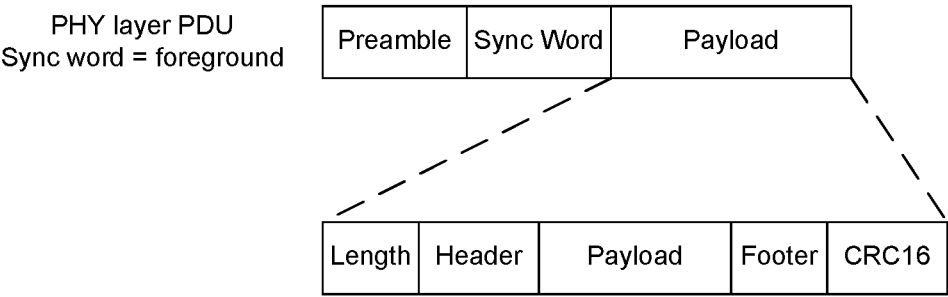 PHY layer PDU
Sync word = foreground
Preamble Sync Word Payload
Length Header Payload Footer CRC16